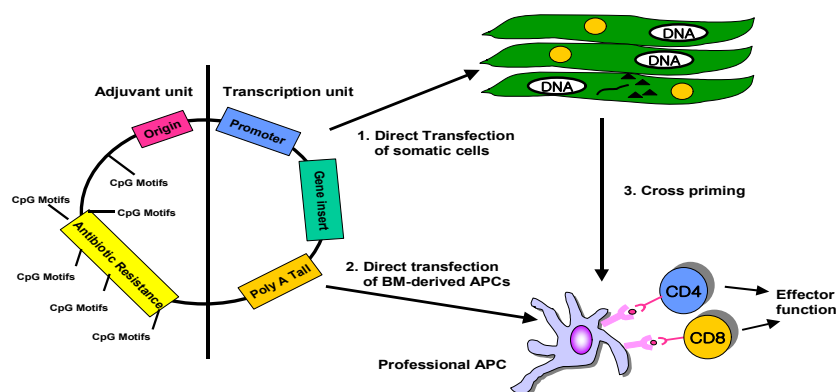 Adjuvant unit
Transcription unit
Origin
Promoter
Gene insert
Poly A Tail
Antibiotic Resistance
CpG Motifs
CpG Motifs
CpG Motifs
CpG Motifs
CpG Motifs
CpG Motifs
1. Direct Transfection
of somatic cells
DNA
DNA
DNA
3. Cross priming
2. Direct transfection
of BM-derived APCs
Professional APC
CD4
CD8
Effector
function